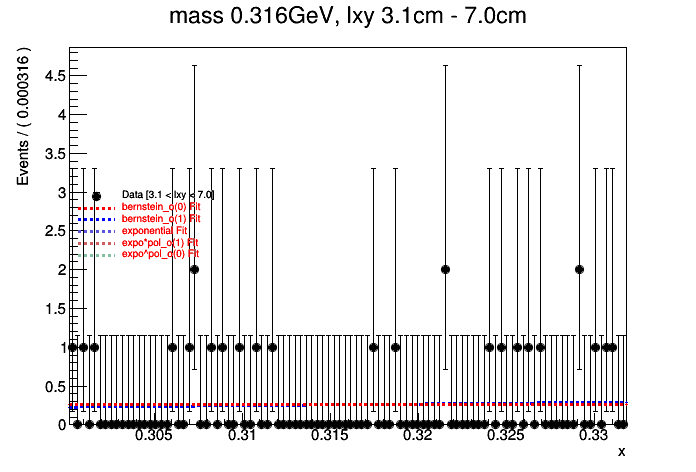 mass 0.316GeV, lxy 3.1cm - 7.0cm
Events / ( 0.000316 )
4.5
4
3.5
3
2.5
2
1.5
1
0.5
0
Data [3.1 < lxy < 7.0]
bernstein_o(0) Fit
bernstein_o(1) Fit
exponential Fit
expo*pol_o(1) Fit
expo^pol_o(0) Fit
0.305 0.31 0.315 0.32 0.325 0.33
x